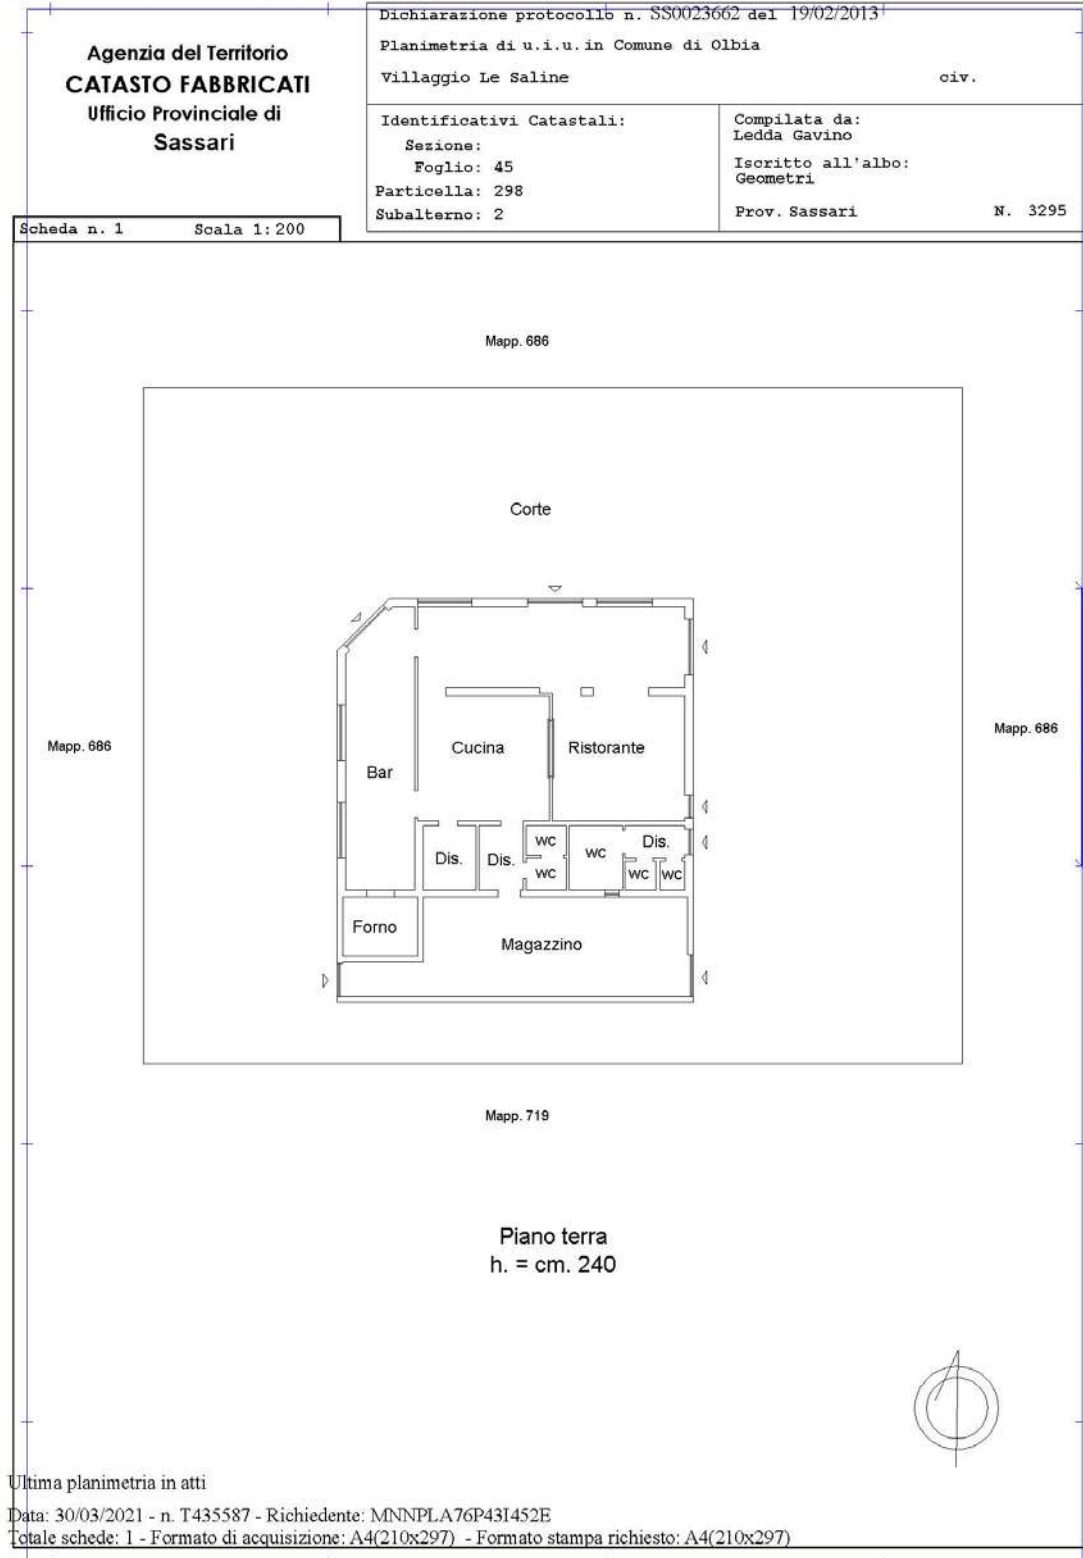 Agenzia del Territorio
CATASTO FABBRICATI
Ufficio Provinciale di
Sassari
Dichiarazione protocollo n. SS0023662 del 19/02/2013
Planimetria di u.i.u. in Comune di Olbia
Villaggio Le Saline civ.
Identificativi Catastali:
Sezione:
Foglio: 45
Particella: 298
Subalterno: 2
Compilata da:
Ledda Gavino
Iscritto all'albo:
Geometri
Prov. Sassari N. 3295
Scheda n. 1 Scala 1:200
Mapp. 686
Corte
Mapp. 686
Mapp. 686
Cucina
Ristorante
Bar
Dis.
Dis.
wc
wc
wc
Dis.
wc
wc
Forno
Magazzino
Mapp. 719
Piano terra
h. = cm. 240
Ultima planimetria in atti
Data: 30/03/2021 - n. T435587 - Richiedente: MNNPLA76P43I452E
Totale schede: 1 - Formato di acquisizione: A4(210x297) - Formato stampa richiesto: A4(210x297)